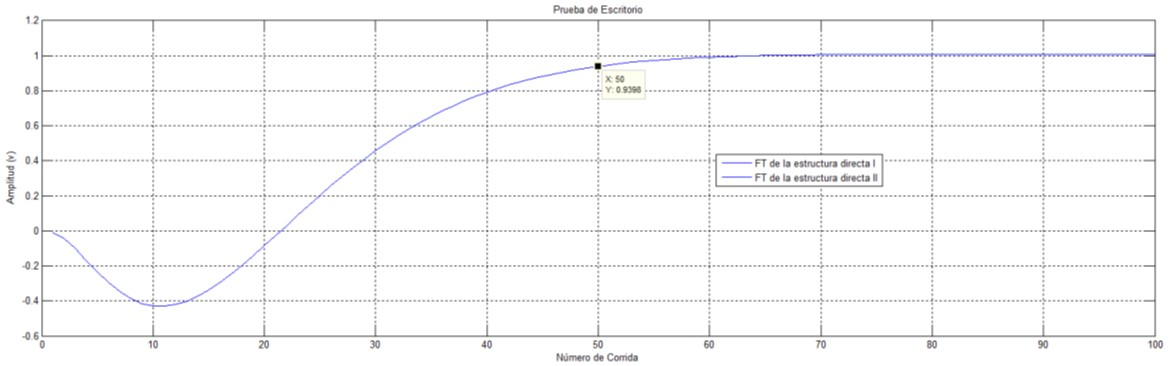 Prueba de Escritorio
1.2
1
0.8
0.6
0.4
0.2
0
-0.2
-0.4
-0.6
Amplitud (v)
X: 50
Y: 0.9398
FT de la estructura directa I
FT de la estructura directa II
0 10 20 30 40 50 60 70 80 90 100
Número de Corrida